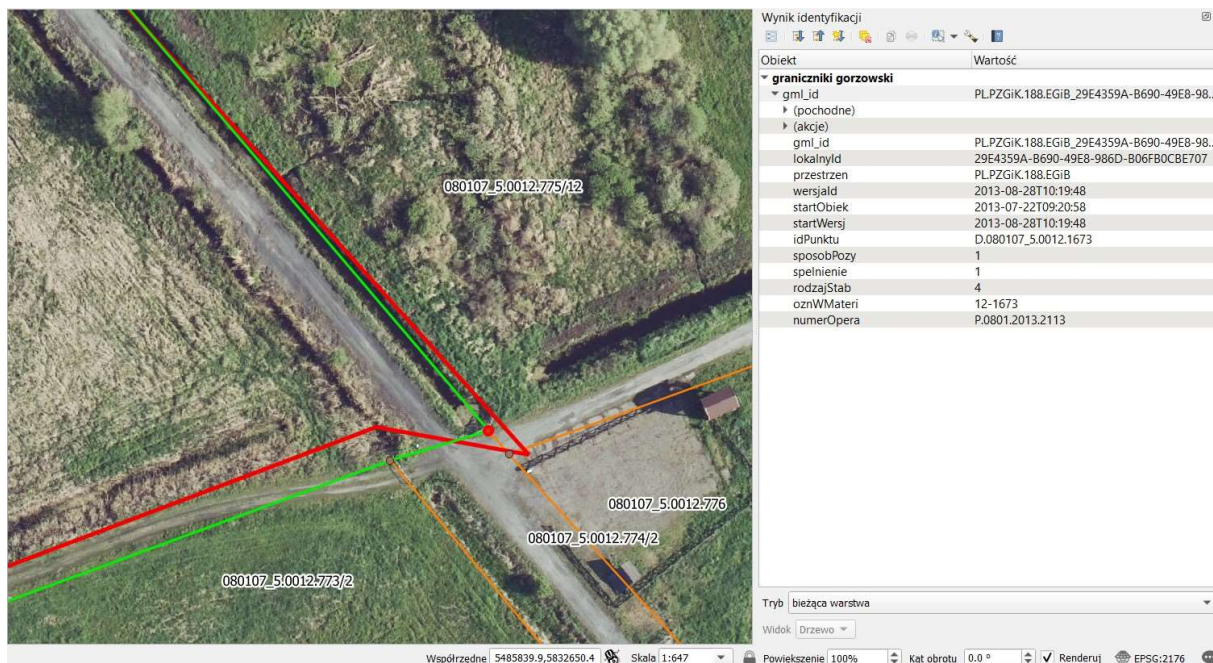 Wynik identyfikacji
Obiekt Wartość
graniczniki gorzowski
gml_id PL.PZGiK.188.EGiB_29E4359A-B690-49E8-98..
(pochodne)
(akcje)
gml_id PL.PZGiK.188.EGiB_29E4359A-B690-49E8-98..
lokalnyId 29E4359A-B690-49E8-986D-B06FB0CBE707
przestrzen PL.PZGiK.188.EGiB
wersjaId 2013-08-28T10:19:48
startObiek 2013-07-22T09:20:58
startWersj 2013-08-28T10:19:48
idPunktu D.080107_5.0012.1673
sposobPozy 1
spelnienie 1
rodzajStab 4
oznWMateri 12-1673
numerOpera P.0801.2013.2113
080107_5.0012.775/12
080107_5.0012.776
080107_5.0012.774/2
080107_5.0012.773/2
Tryb bieżąca warstwa
Widok Drzewo
Współrzędne 5485839.9,5832650.4 Skala 1:647 Powiększenie 100% Kąt obrotu 0.0 ° Renderuj EPSG:2176